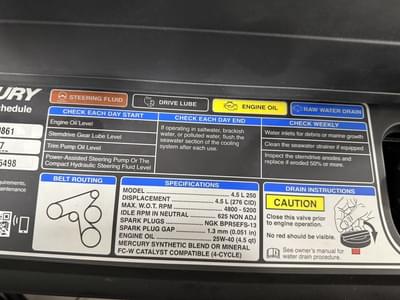 URY
STEERING FLUID
DRIVE LUBE
ENGINE OIL
RAW WATER DRAIN
chedule
CHECK EACH DAY START
CHECK EACH DAY END
CHECK WEEKLY
861
7
6498
Engine Oil Level
Sterndrive Gear Lube Level
Trim Pump Oil Level
Power-Assisted Steering Pump Or The
Compact Hydraulic Steering Fluid Level
If operating in saltwater, brackish
water, or polluted water, flush the
seawater section of the cooling
system after each use.
Water inlets for debris or marine growth
Clean the seawater strainer if equipped
Inspect the sterndrive anodes and
replace if eroded 50% or more.
requirements,
maintenance
BELT ROUTING
SPECIFICATIONS
MODEL 4.5 L 250
DISPLACEMENT 4.5 L (276 CID)
MAX. W.O.T. RPM 4800 - 5200
IDLE RPM IN NEUTRAL 625 NON ADJ
SPARK PLUGS NGK BPR5EFS-13
SPARK PLUG GAP 1.3 mm (0.051 in)
ENGINE OIL 25W-40 (4.5 qt)
MERCURY SYNTHETIC BLEND OR MINERAL
FC-W CATALYST COMPATIBLE (4-CYCLE)
DRAIN INSTRUCTIONS
CAUTION
Close this valve prior
to engine operation.
No red should be visible.
See owner's manual for
water drain procedure.